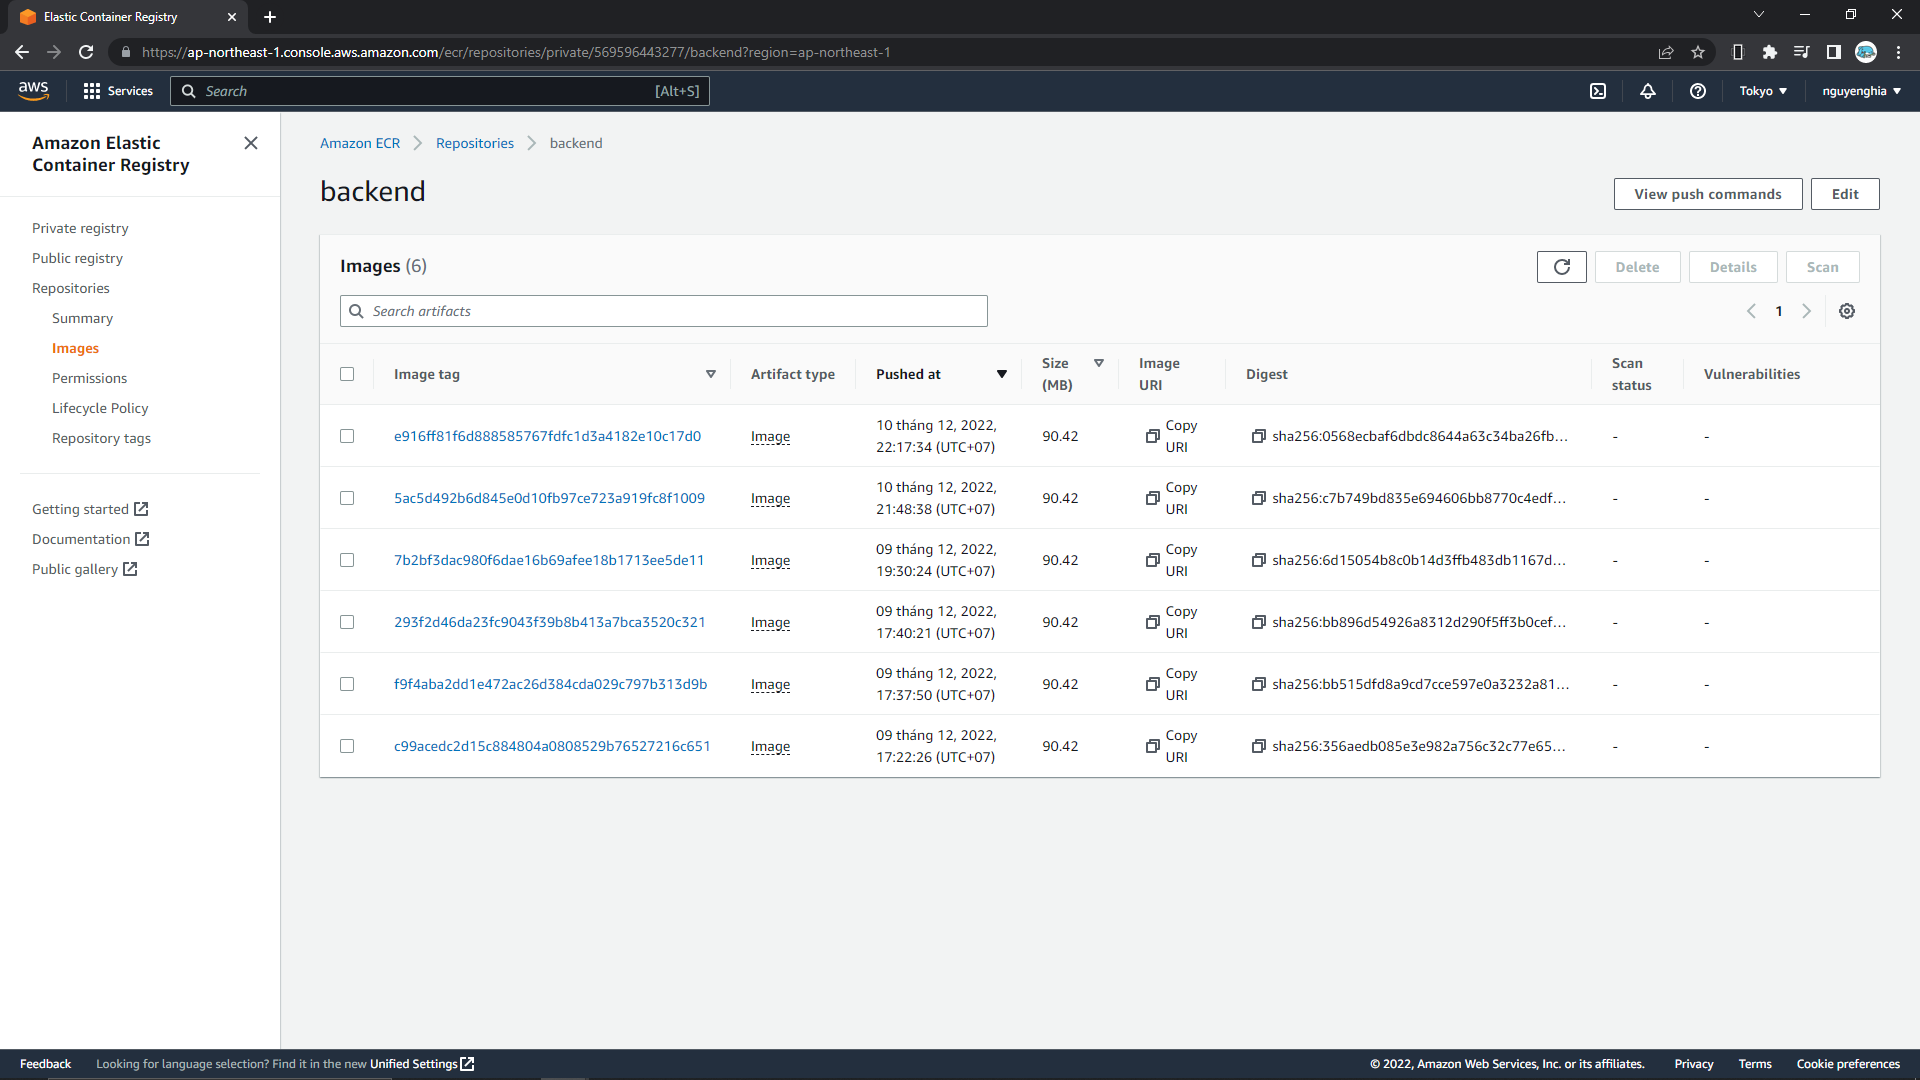 Elastic Container Registry
https://ap-northeast-1.console.aws.amazon.com/ecr/repositories/private/569596443277/backend?region=ap-northeast-1
aws
Services
Search
[Alt+S]
Tokyo
nguyenghia
Amazon Elastic
Container Registry
Private registry
Public registry
Repositories
Summary
Images
Permissions
Lifecycle Policy
Repository tags
Getting started
Documentation
Public gallery
Amazon ECR
Repositories
backend
backend
View push commands
Edit
Images (6)
Delete
Details
Scan
Search artifacts
1
Image tag
Artifact type
Pushed at
Size
(MB)
Image
URI
Digest
Scan
status
Vulnerabilities
e916ff81f6d888585767fdfc1d3a4182e10c17d0
Image
10 tháng 12, 2022,
22:17:34 (UTC+07)
90.42
Copy
URI
sha256:0568ecbaf6dbdc8644a63c34ba26fb...
-
-
5ac5d492b6d845e0d10fb97ce723a919fc8f1009
Image
10 tháng 12, 2022,
21:48:38 (UTC+07)
90.42
Copy
URI
sha256:c7b749bd835e694606bb8770c4edf...
-
-
7b2bf3dac980f6dae16b69afee18b1713ee5de11
Image
09 tháng 12, 2022,
19:30:24 (UTC+07)
90.42
Copy
URI
sha256:6d15054b8c0b14d3ffb483db1167d...
-
-
293f2d46da23fc9043f39b8b413a7bca3520c321
Image
09 tháng 12, 2022,
17:40:21 (UTC+07)
90.42
Copy
URI
sha256:bb896d54926a8312d290f5ff3b0cef...
-
-
f9f4aba2dd1e472ac26d384cda029c797b313d9b
Image
09 tháng 12, 2022,
17:37:50 (UTC+07)
90.42
Copy
URI
sha256:bb515dfd8a9cd7cce597e0a3232a81...
-
-
c99acedc2d15c884804a0808529b76527216c651
Image
09 tháng 12, 2022,
17:22:26 (UTC+07)
90.42
Copy
URI
sha256:356aedb085e3e982a756c32c77e65...
-
-
Feedback
Looking for language selection? Find it in the new Unified Settings
© 2022, Amazon Web Services, Inc. or its affiliates.
Privacy
Terms
Cookie preferences